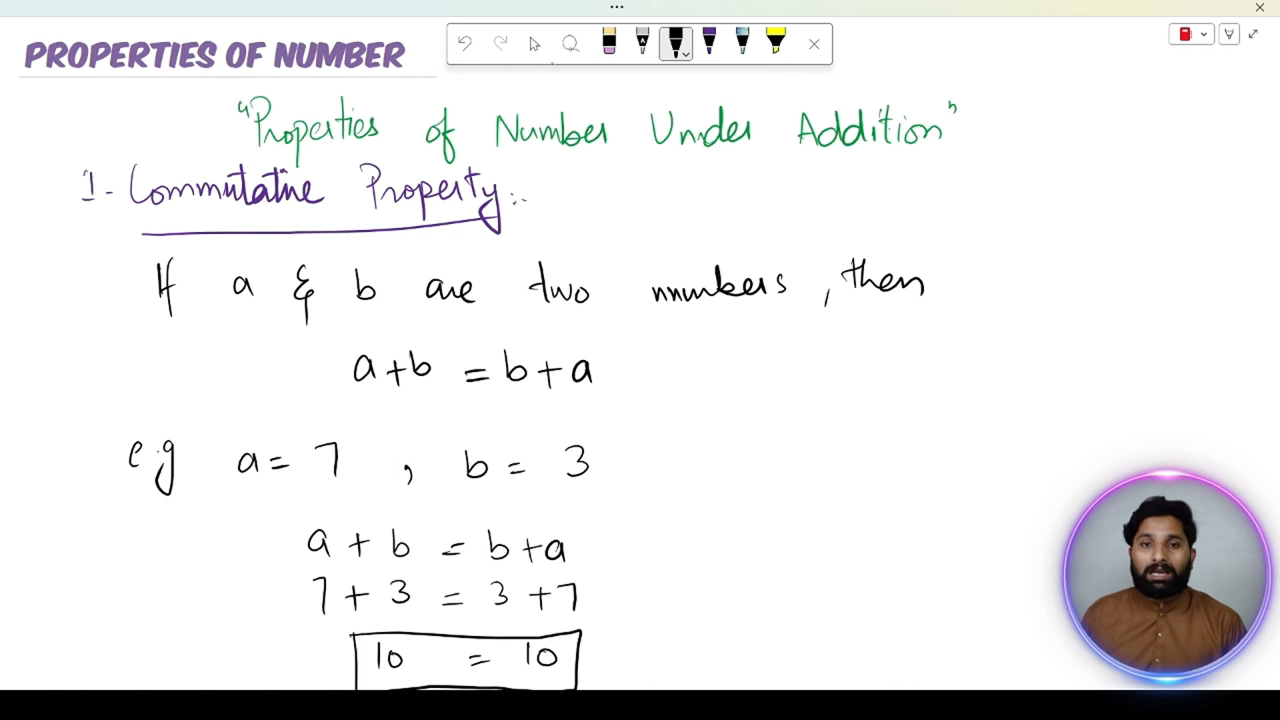 PROPERTIES OF NUMBER
"Properties of Number Under Addition"
1- Commutative Property :-
If a & b are two numbers, then
a+b = b+a
e.g a = 7 , b = 3
a + b = b+a
7 + 3 = 3 + 7
10 = 10